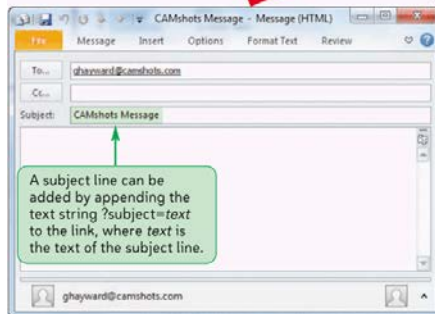 CAMshots Message - Message (HTML)
File Message Insert Options Format Text Review
To... ghayward@camshots.com
Cc...
Subject: CAMshots Message
A subject line can be
added by appending the
text string ?subject=text
to the link, where text is
the text of the subject line.
ghayward@camshots.com